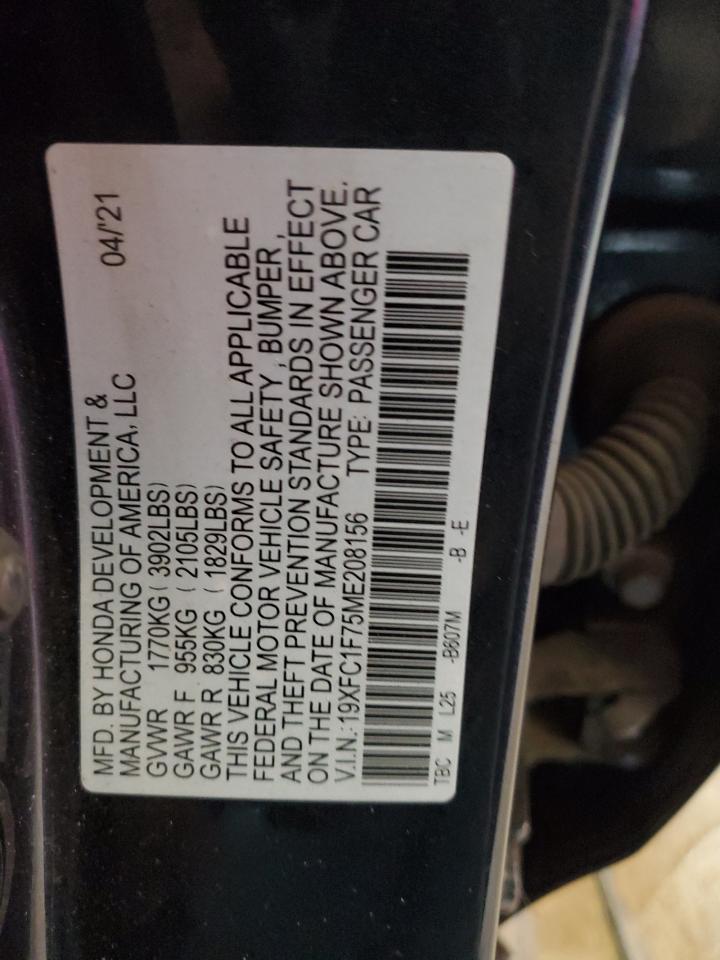 MFD. BY HONDA DEVELOPMENT &
MANUFACTURING OF AMERICA, LLC 04/'21
GVWR 1770KG ( 3902LBS)
GAWR F 955KG ( 2105LBS)
GAWR R 830KG ( 1829LBS)
THIS VEHICLE CONFORMS TO ALL APPLICABLE
FEDERAL MOTOR VEHICLE SAFETY, BUMPER,
AND THEFT PREVENTION STANDARDS IN EFFECT
ON THE DATE OF MANUFACTURE SHOWN ABOVE.
V.I.N.:19XFC1F75ME208156 TYPE: PASSENGER CAR
TBC M L25 -B607M -B -E